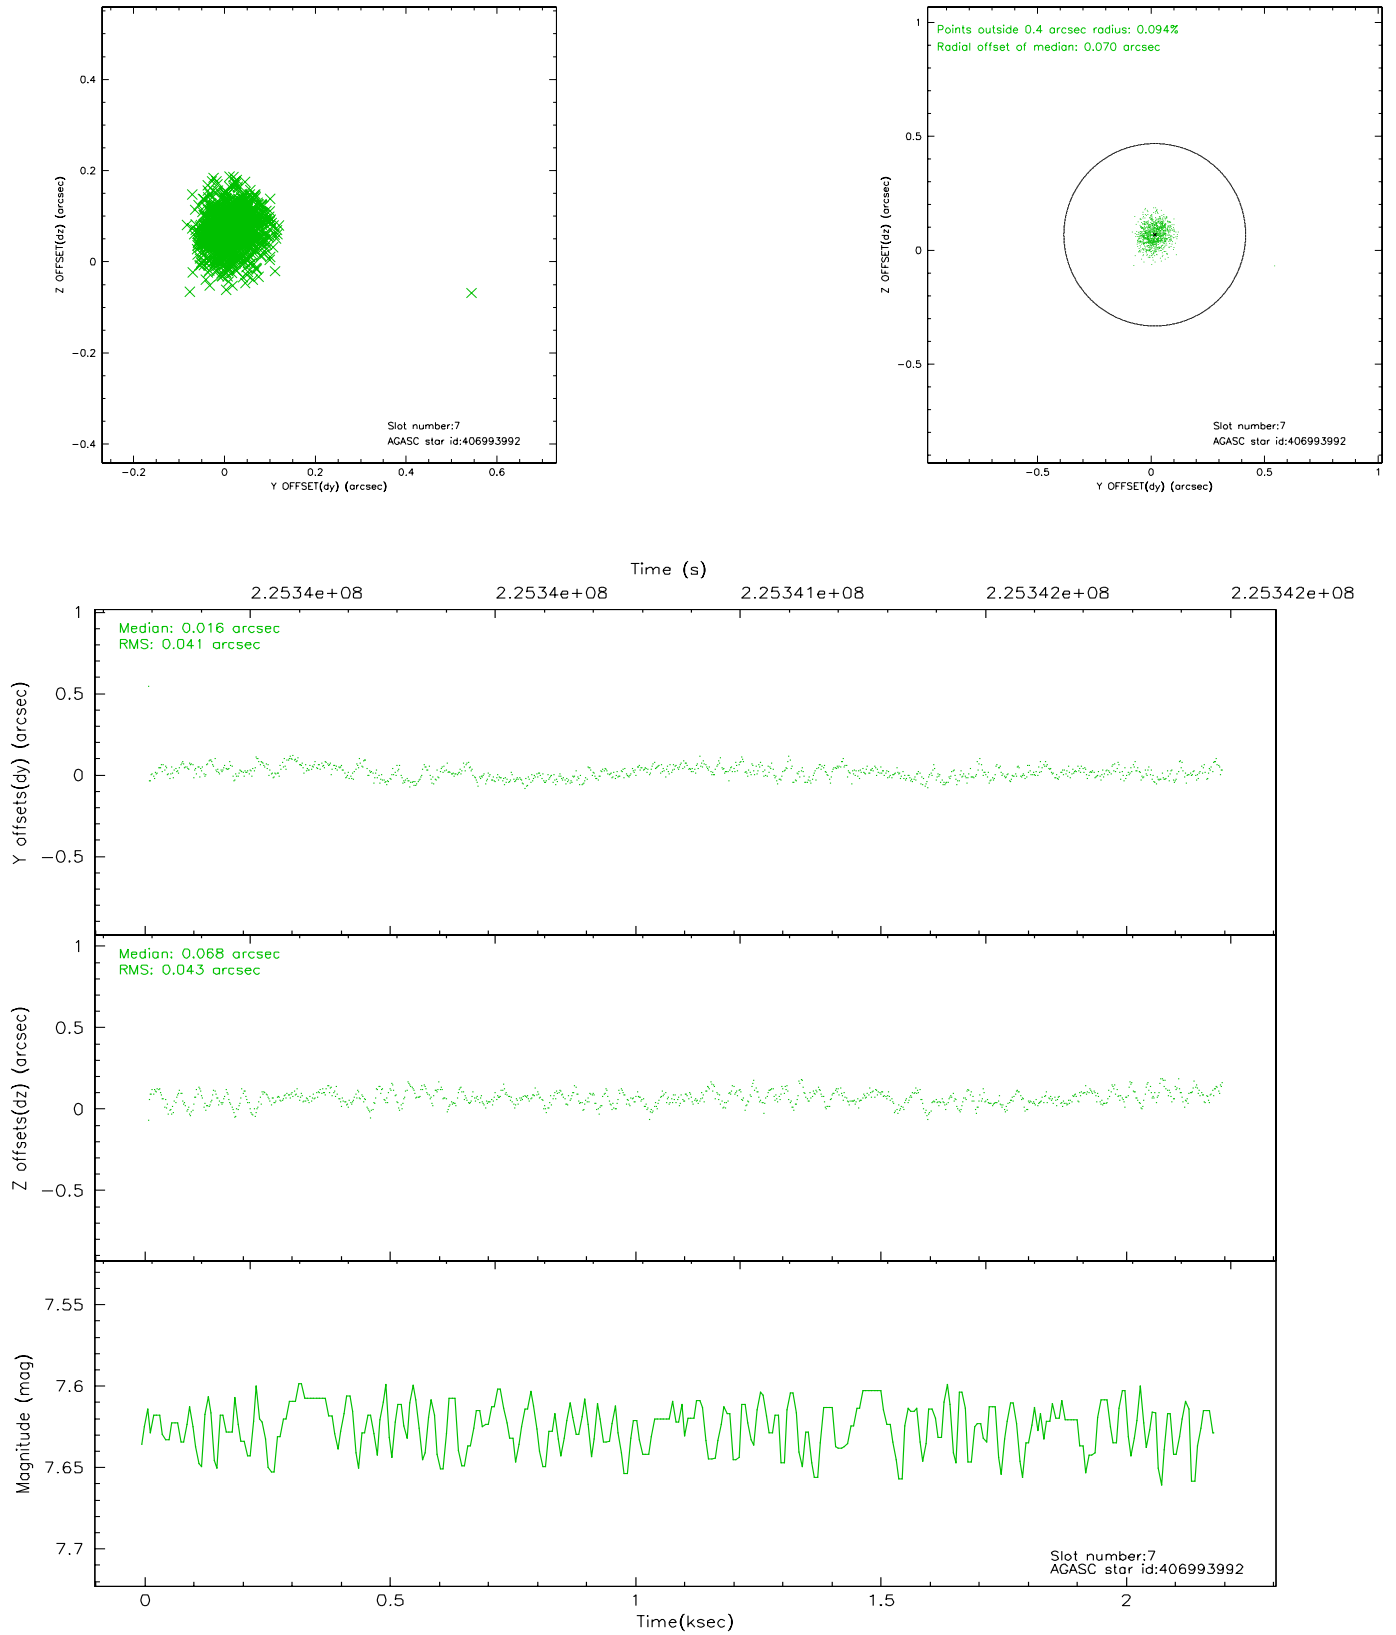 0.4
0.2
0
−0.2
−0.4
Z OFFSET(dz) (arcsec)
Slot number:7
AGASC star id:406993992
−0.2 0 0.2 0.4 0.6
Y OFFSET(dy) (arcsec)
Points outside 0.4 arcsec radius: 0.094%
Radial offset of median: 0.070 arcsec
1
0.5
0
−0.5
Z OFFSET(dz) (arcsec)
Slot number:7
AGASC star id:406993992
−0.5 0 0.5 1
Y OFFSET(dy) (arcsec)
Time (s)
2.2534e+08 2.2534e+08 2.25341e+08 2.25342e+08 2.25342e+08
Median: 0.016 arcsec
RMS: 0.041 arcsec
1
0.5
0
−0.5
Y offsets(dy) (arcsec)
Median: 0.068 arcsec
RMS: 0.043 arcsec
1
0.5
0
−0.5
Z offsets(dz) (arcsec)
7.55
7.6
7.65
7.7
Magnitude (mag)
Slot number:7
AGASC star id:406993992
0 0.5 1 1.5 2
Time(ksec)